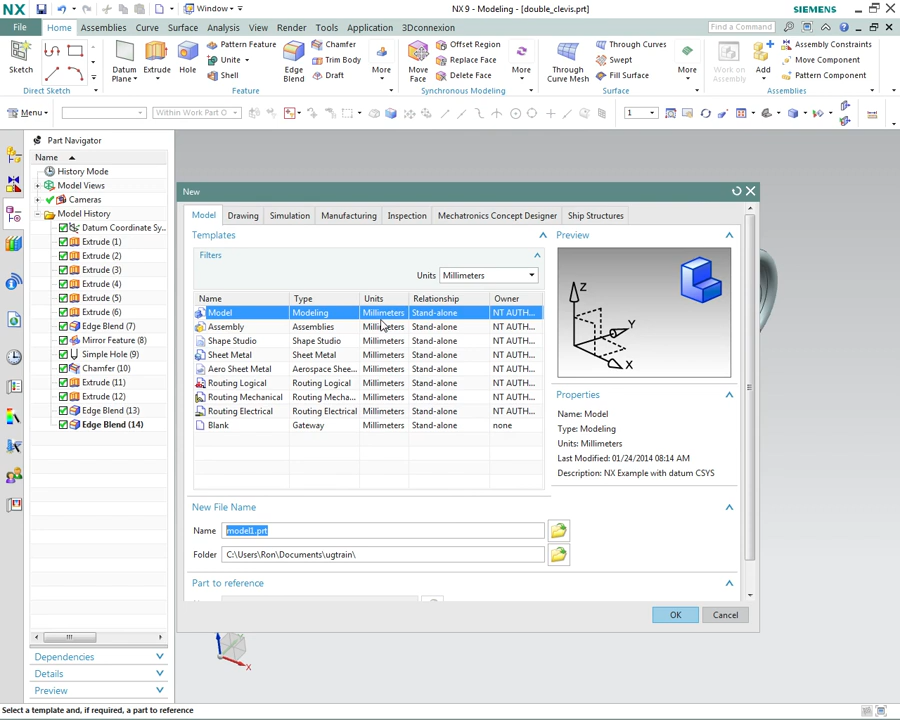 NX Window NX 9 - Modeling - [double_clevis.prt] SIEMENS
File Home Assemblies Curve Surface Analysis View Render Tools Application 3Dconnexion Find a Command
Sketch Datum Plane Extrude Hole Pattern Feature Unite Shell Edge Blend Chamfer Trim Body Draft More Move Face Offset Region Replace Face Delete Face More Through Curve Mesh Through Curves Swept Fill Surface More Work on Assembly Add Assembly Constraints Move Component Pattern Component
Direct Sketch Feature Synchronous Modeling Surface Assemblies
Menu Within Work Part O 1
Part Navigator
Name
History Mode
Model Views
Cameras
Model History
Datum Coordinate Sy...
Extrude (1)
Extrude (2)
Extrude (3)
Extrude (4)
Extrude (5)
Extrude (6)
Edge Blend (7)
Mirror Feature (8)
Simple Hole (9)
Chamfer (10)
Extrude (11)
Extrude (12)
Edge Blend (13)
Edge Blend (14)
Dependencies
Details
Preview
New
Model Drawing Simulation Manufacturing Inspection Mechatronics Concept Designer Ship Structures
Templates
Filters
Units Millimeters
Name Type Units Relationship Owner
Model Modeling Millimeters Stand-alone NT AUTH...
Assembly Assemblies Millimeters Stand-alone NT AUTH...
Shape Studio Shape Studio Millimeters Stand-alone NT AUTH...
Sheet Metal Sheet Metal Millimeters Stand-alone NT AUTH...
Aero Sheet Metal Aerospace Shee... Millimeters Stand-alone NT AUTH...
Routing Logical Routing Logical Millimeters Stand-alone NT AUTH...
Routing Mechanical Routing Mecha... Millimeters Stand-alone NT AUTH...
Routing Electrical Routing Electrical Millimeters Stand-alone NT AUTH...
Blank Gateway Millimeters Stand-alone none
Preview
Z
Y
X
Properties
Name: Model
Type: Modeling
Units: Millimeters
Last Modified: 01/24/2014 08:14 AM
Description: NX Example with datum CSYS
New File Name
Name model1.prt
Folder C:\Users\Ron\Documents\ugtrain\
Part to reference
OK Cancel
X
Select a template and, if required, a part to reference